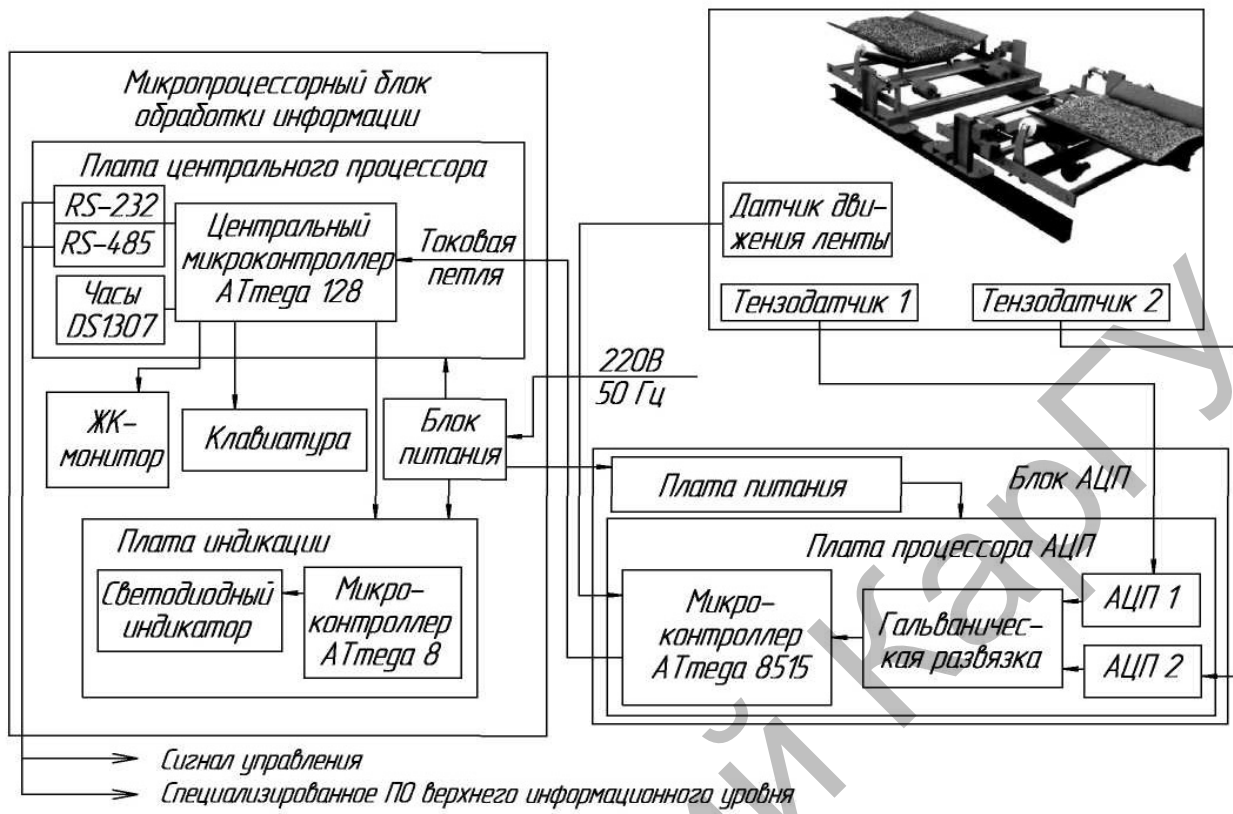 Микропроцессорный блок
обработки информации
Плата центрального процессора
RS-232
RS-485
Часы
DS1307
Центральный
микроконтроллер
ATmega 128
Токовая
петля
ЖК-
монитор
Клавиатура
Блок
питания
220В
50 Гц
Плата индикации
Светодиодный
индикатор
Микро-
контроллер
ATmega 8
Датчик дви-
жения ленты
Тензодатчик 1
Тензодатчик 2
Плата питания
Блок АЦП
Плата процессора АЦП
Микро-
контроллер
ATmega 8515
Гальваничес-
кая развязка
АЦП 1
АЦП 2
Сигнал управления
Специализированное ПО верхнего информационного уровня
й КарГУ